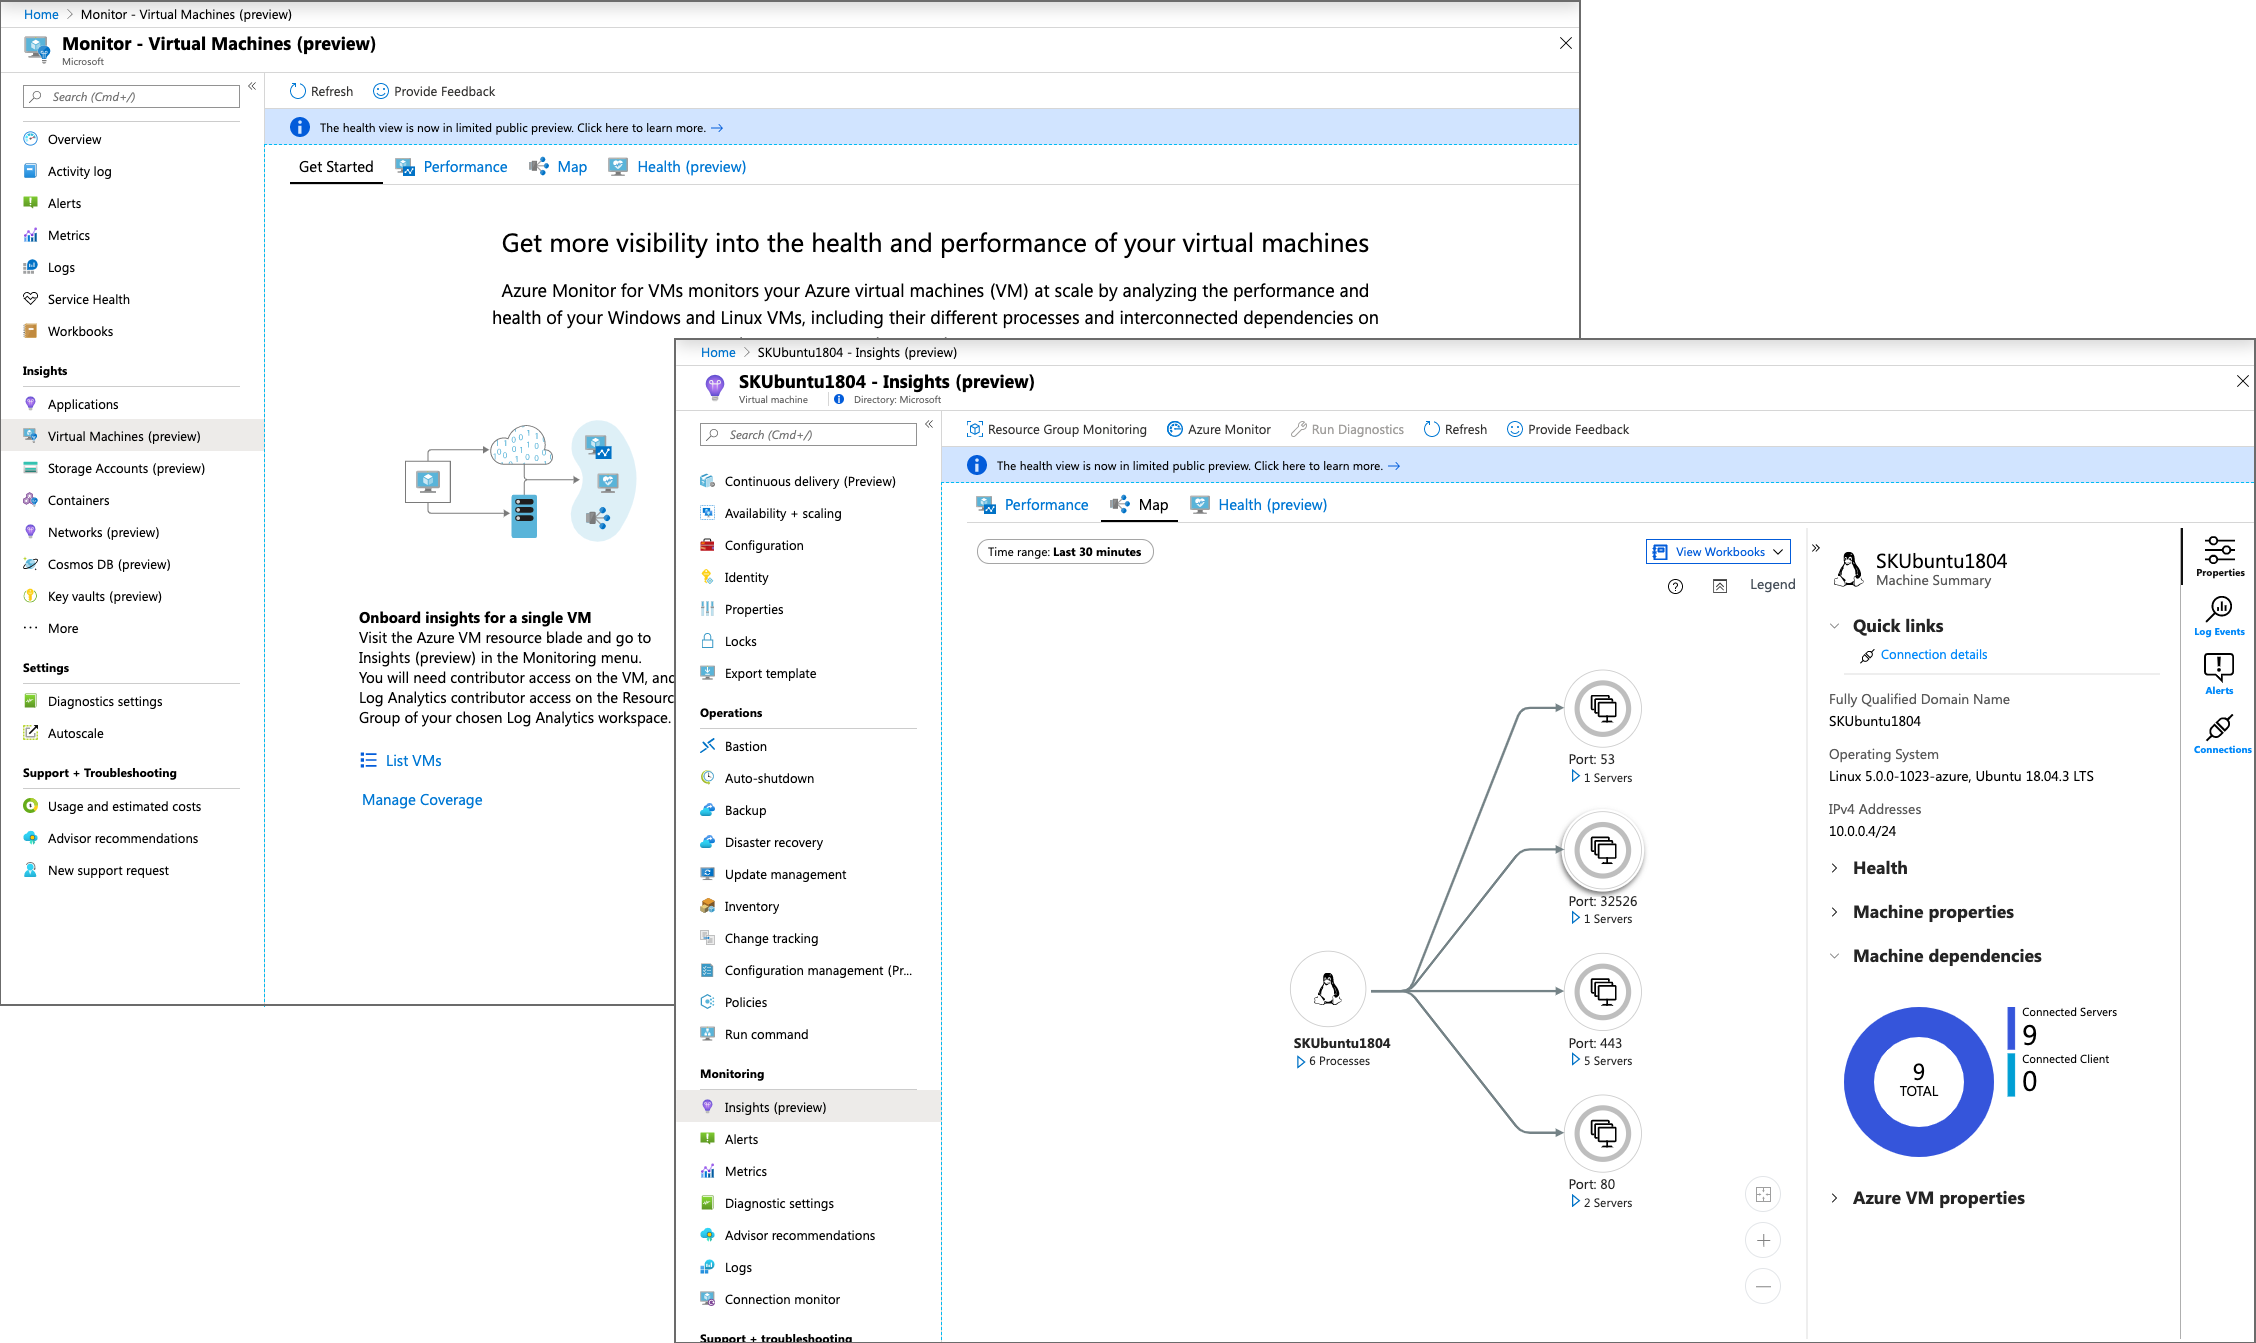 Home > Monitor - Virtual Machines (preview)
Monitor - Virtual Machines (preview)
Microsoft
Search (Cmd+/)
Overview
Activity log
Alerts
Metrics
Logs
Service Health
Workbooks
Insights
Applications
Virtual Machines (preview)
Storage Accounts (preview)
Containers
Networks (preview)
Cosmos DB (preview)
Key vaults (preview)
More
Settings
Diagnostics settings
Autoscale
Support + Troubleshooting
Usage and estimated costs
Advisor recommendations
New support request
Refresh Provide Feedback
The health view is now in limited public preview. Click here to learn more. →
Get Started Performance Map Health (preview)
Get more visibility into the health and performance of your virtual machines
Azure Monitor for VMs monitors your Azure virtual machines (VM) at scale by analyzing the performance and
health of your Windows and Linux VMs, including their different processes and interconnected dependencies on
Onboard insights for a single VM
Visit the Azure VM resource blade and go to
Insights (preview) in the Monitoring menu.
You will need contributor access on the VM, and
Log Analytics contributor access on the Resourc
Group of your chosen Log Analytics workspace.
List VMs
Manage Coverage
Home > SKUbuntu1804 - Insights (preview)
SKUbuntu1804 - Insights (preview)
Virtual machine Directory: Microsoft
Search (Cmd+/)
Continuous delivery (Preview)
Availability + scaling
Configuration
Identity
Properties
Locks
Export template
Operations
Bastion
Auto-shutdown
Backup
Disaster recovery
Update management
Inventory
Change tracking
Configuration management (Pr...
Policies
Run command
Monitoring
Insights (preview)
Alerts
Metrics
Diagnostic settings
Advisor recommendations
Logs
Connection monitor
Support + troubleshooting
Resource Group Monitoring Azure Monitor Run Diagnostics Refresh Provide Feedback
The health view is now in limited public preview. Click here to learn more. →
Performance Map Health (preview)
Time range: Last 30 minutes
View Workbooks
Legend
SKUbuntu1804
6 Processes
Port: 53
1 Servers
Port: 32526
1 Servers
Port: 443
5 Servers
Port: 80
2 Servers
SKUbuntu1804
Machine Summary
Quick links
Connection details
Fully Qualified Domain Name
SKUbuntu1804
Operating System
Linux 5.0.0-1023-azure, Ubuntu 18.04.3 LTS
IPv4 Addresses
10.0.0.4/24
Health
Machine properties
Machine dependencies
9
TOTAL
Connected Servers
9
Connected Client
0
Azure VM properties
Properties
Log Events
Alerts
Connections